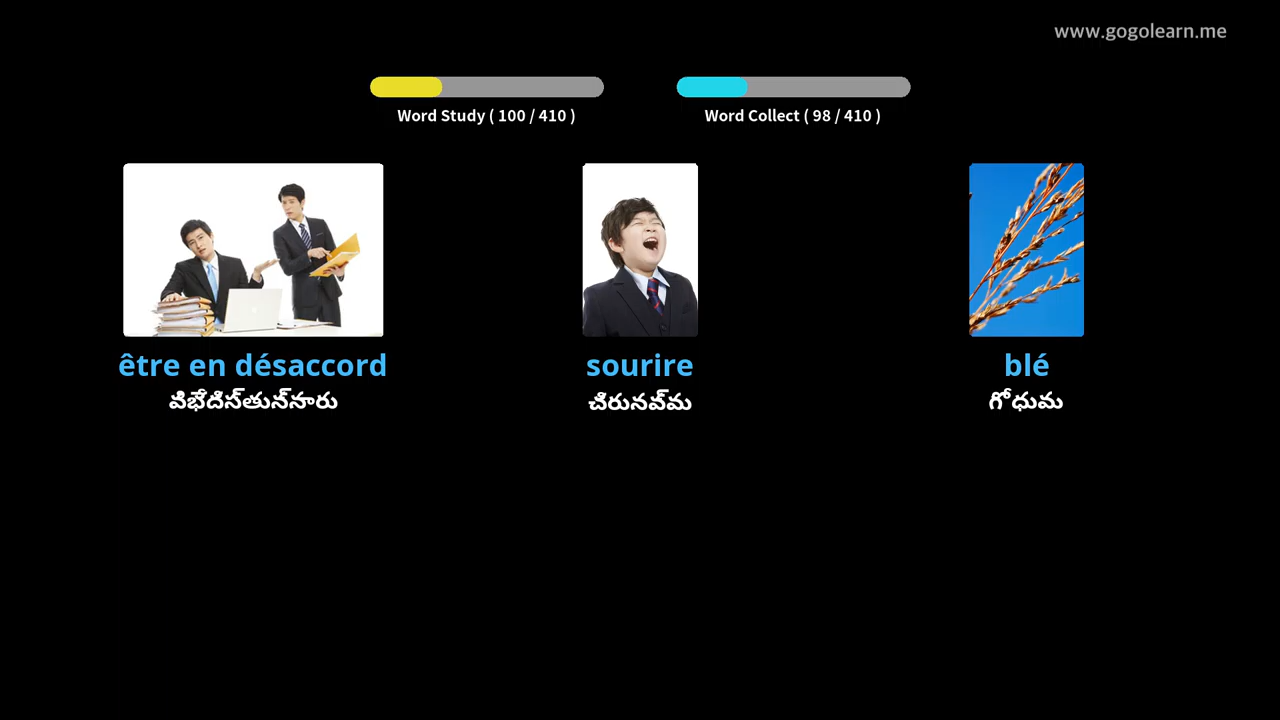 www.gogolearn.me
Word Study ( 100 / 410 )
Word Collect ( 98 / 410 )
être en désaccord
విభేదిస్తున్నారు
sourire
చిరునవ్మ
blé
గోధుమ